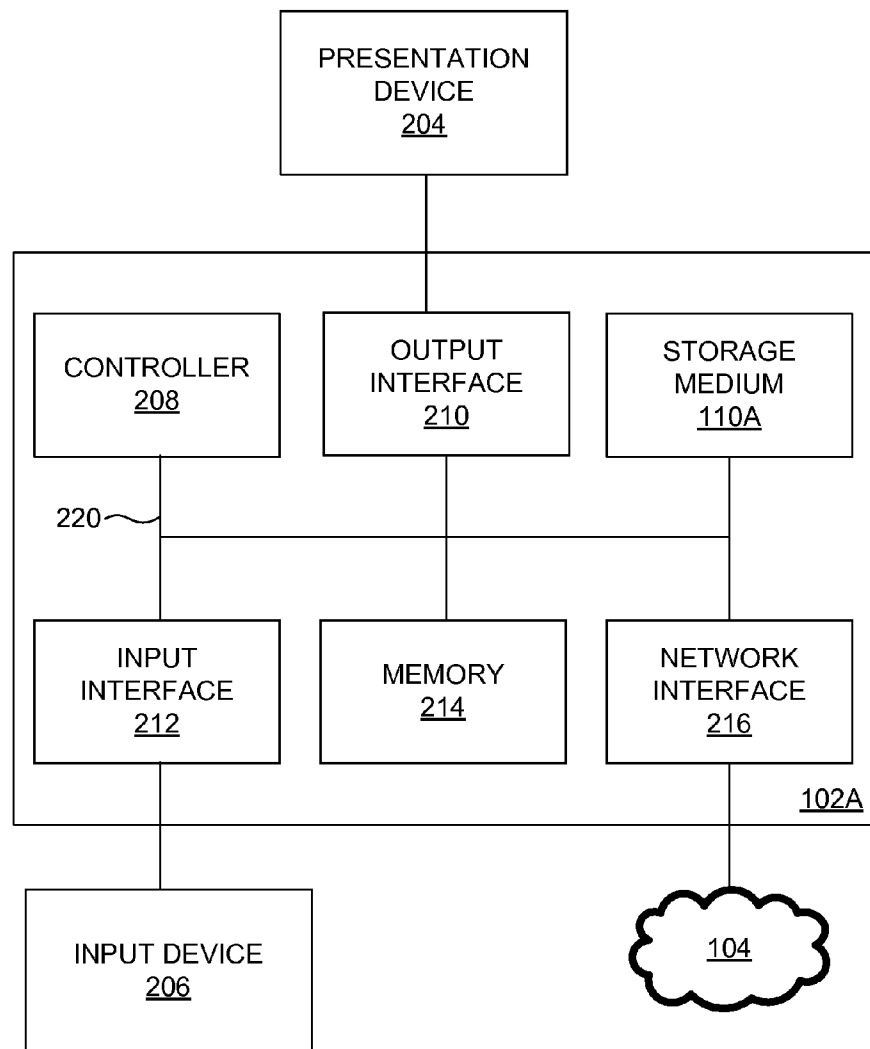 PRESENTATION
DEVICE
204
CONTROLLER
208
OUTPUT
INTERFACE
210
STORAGE
MEDIUM
110A
220
INPUT
INTERFACE
212
MEMORY
214
NETWORK
INTERFACE
216
102A
INPUT DEVICE
206
104